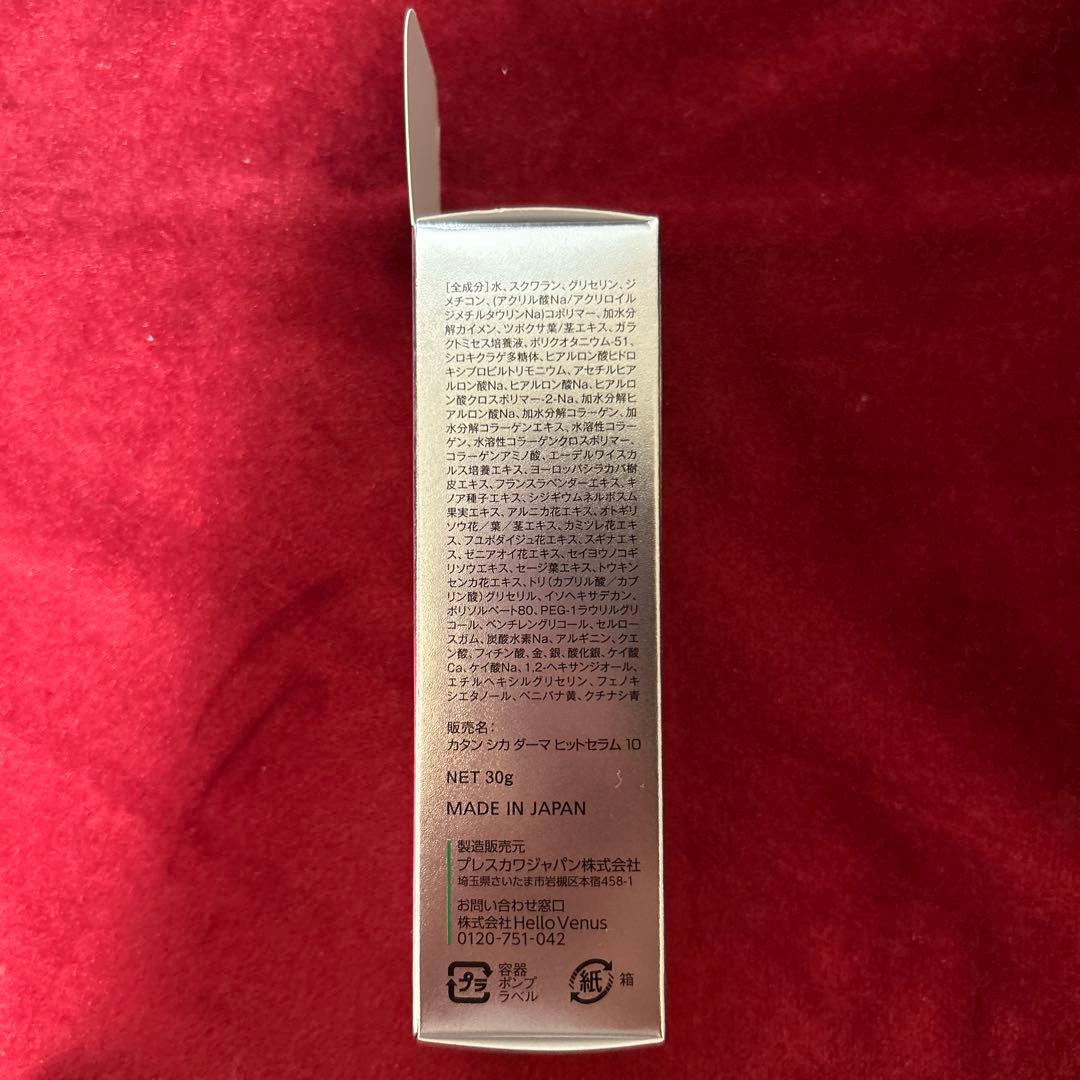 [全成分]水、スクワラン、グリセリン、ジ
メチコン、(アクリル酸Na/アクリロイル
ジメチルタウリンNa)コポリマー、加水分
解カイメン、ツボクサ葉/茎エキス、ガラ
クトミセス培養液、ポリクオタニウム-51、
シロキクラゲ多糖体、ヒアルロン酸ヒドロ
キシプロピルトリモニウム、アセチルヒア
ルロン酸Na、ヒアルロン酸Na、ヒアルロ
ン酸クロスポリマー-2-Na、加水分解ヒ
アルロン酸Na、加水分解コラーゲン、加
水分解コラーゲンエキス、水溶性コラー
ゲン、水溶性コラーゲンクロスポリマー、
コラーゲンアミノ酸、エーデルワイスカ
ルス培養エキス、ヨーロッパシラカバ樹
皮エキス、フランスラベンダーエキス、キ
ノア種子エキス、シジギウムネルボスム
果実エキス、アルニカ花エキス、オトギリ
ソウ花/葉/茎エキス、カミツレ花エキ
ス、フユボダイジュ花エキス、スギナエキ
ス、ゼニアオイ花エキス、セイヨウノコギ
リソウエキス、セージ葉エキス、トウキン
センカ花エキス、トリ(カプリル酸/カプ
リン酸)グリセリル、イソヘキサデカン、
ポリソルベート80、PEG-1ラウリルグリ
コール、ペンチレングリコール、セルロー
スガム、炭酸水素Na、アルギニン、クエ
ン酸、フィチン酸、金、銀、酸化銀、ケイ酸
Ca、ケイ酸Na、1,2-ヘキサンジオール、
エチルヘキシルグリセリン、フェノキ
シエタノール、ベニバナ黄、クチナシ青
販売名:
カタン シカ ダーマ ヒットセラム 10
NET 30g
MADE IN JAPAN
製造販売元
プレスカワジャパン株式会社
埼玉県さいたま市岩槻区本宿458-1
お問い合わせ窓口
株式会社Hello Venus
0120-751-042
プラ
容器
ポンプ
ラベル
紙
箱